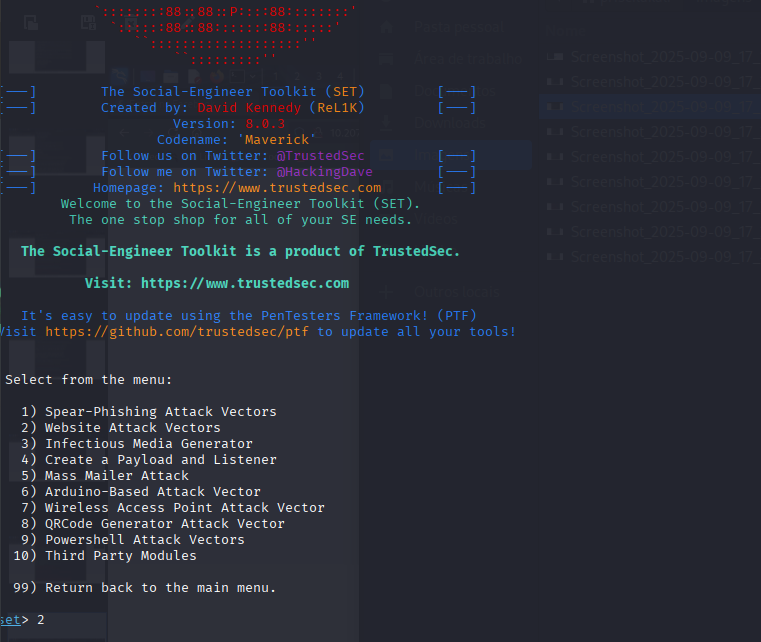 `:::::::88::88::P::::88:::::::'
`:::::88:88::::::88:::::'
``:::::::::::::::::::''
``:::::::::''
[---] The Social-Engineer Toolkit (SET) [---]
[---] Created by: David Kennedy (ReL1K) [---]
Version: 8.0.3
Codename: 'Maverick'
[---] Follow us on Twitter: @TrustedSec [---]
[---] Follow me on Twitter: @HackingDave [---]
[---] Homepage: https://www.trustedsec.com [---]
Welcome to the Social-Engineer Toolkit (SET).
The one stop shop for all of your SE needs.
The Social-Engineer Toolkit is a product of TrustedSec.
Visit: https://www.trustedsec.com
It's easy to update using the PenTesters Framework! (PTF)
Visit https://github.com/trustedsec/ptf to update all your tools!
Select from the menu:
1) Spear-Phishing Attack Vectors
2) Website Attack Vectors
3) Infectious Media Generator
4) Create a Payload and Listener
5) Mass Mailer Attack
6) Arduino-Based Attack Vector
7) Wireless Access Point Attack Vector
8) QRCode Generator Attack Vector
9) Powershell Attack Vectors
10) Third Party Modules
99) Return back to the main menu.
set> 2
Screenshot_2025-09-09_17_
Screenshot_2025-09-09_17_
Screenshot_2025-09-09_17_
Screenshot_2025-09-09_17_
Screenshot_2025-09-09_17_
Screenshot_2025-09-09_17_
Screenshot_2025-09-09_17_
Screenshot_2025-09-09_17_
Screenshot_2025-09-09_17_